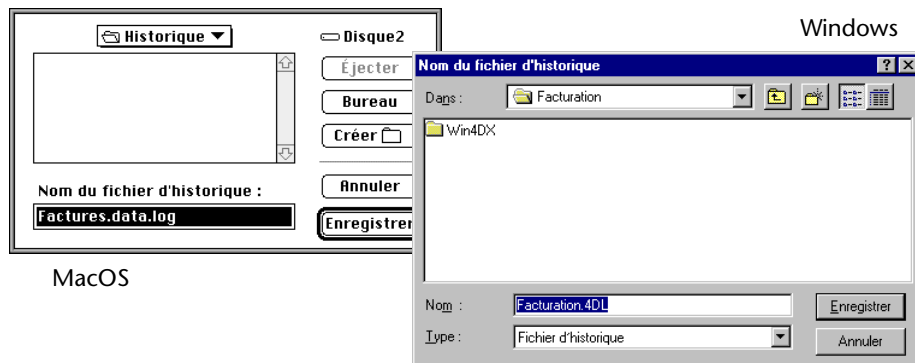 Historique
Disque2
Éjecter
Bureau
Créer
Annuler
Enregistrer
Nom du fichier d'historique :
Factures.data.log
MacOS
Windows
Nom du fichier d'historique
Dans :
Facturation
Win4DX
Nom :
Facturation.4DL
Enregistrer
Type :
Fichier d'historique
Annuler